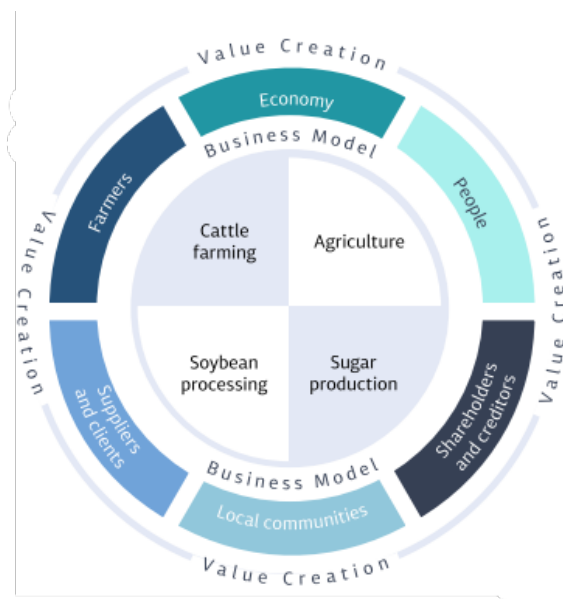 Value Creation
Economy
Business Model
Farmers
People
Cattle
farming
Agriculture
Value Creation
Value Creation
Soybean
processing
Sugar
production
Suppliers
and clients
Shareholders
and creditors
Business Model
Local communities
Value Creation